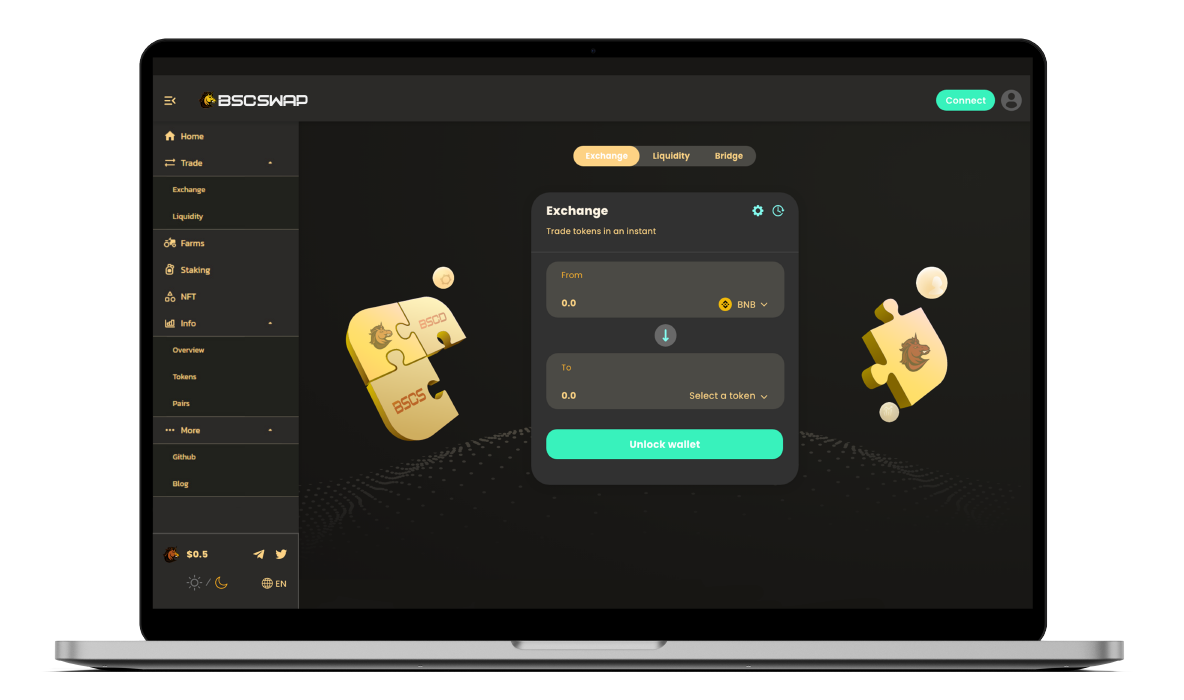 BSCSWAP
Connect
Home
Trade
Exchange
Liquidity
Farms
Staking
NFT
Info
Overview
Tokens
Pairs
More
Github
Blog
$0.5
EN
Exchange Liquidity Bridge
Exchange
Trade tokens in an instant
From
0.0 BNB
To
0.0 Select a token
Unlock wallet
BSCD
BSCS